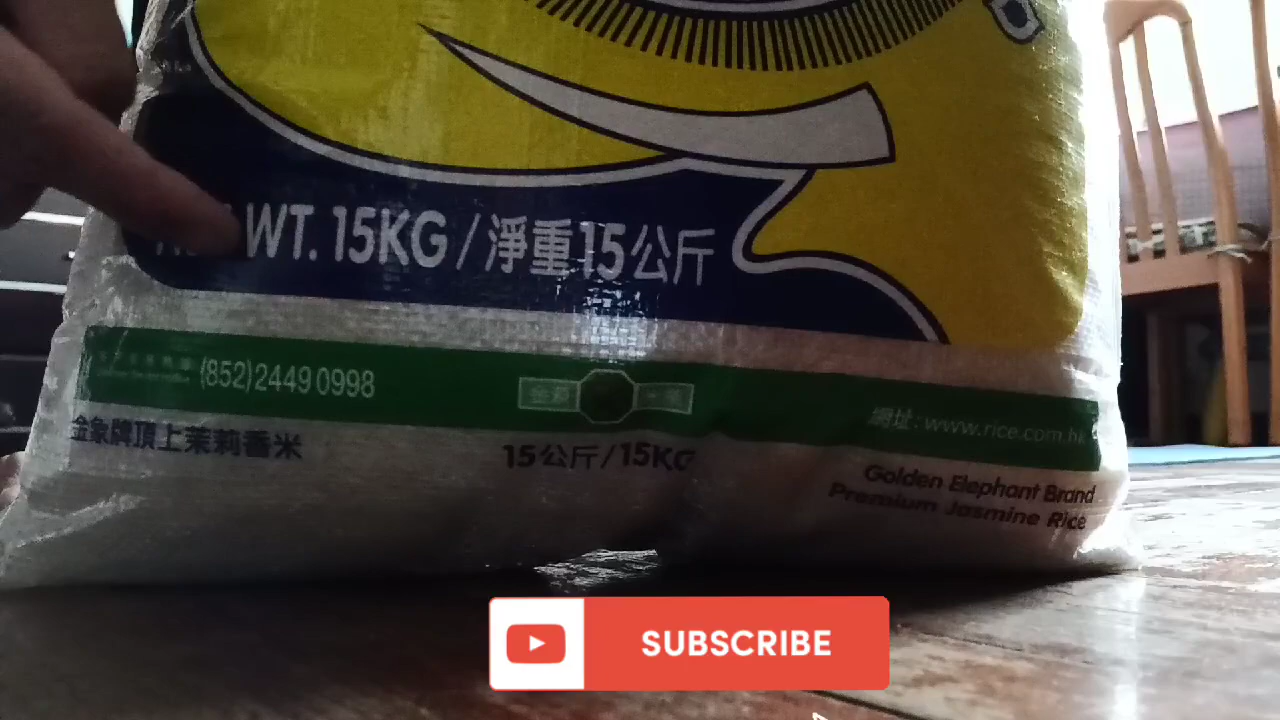 WT. 15KG / 淨重15公斤
(852)2449 0998
網址: www.rice.com.hk
金象牌頂上茉莉香米
15公斤/15KG
Golden Elephant Brand
Premium Jasmine Rice
SUBSCRIBE